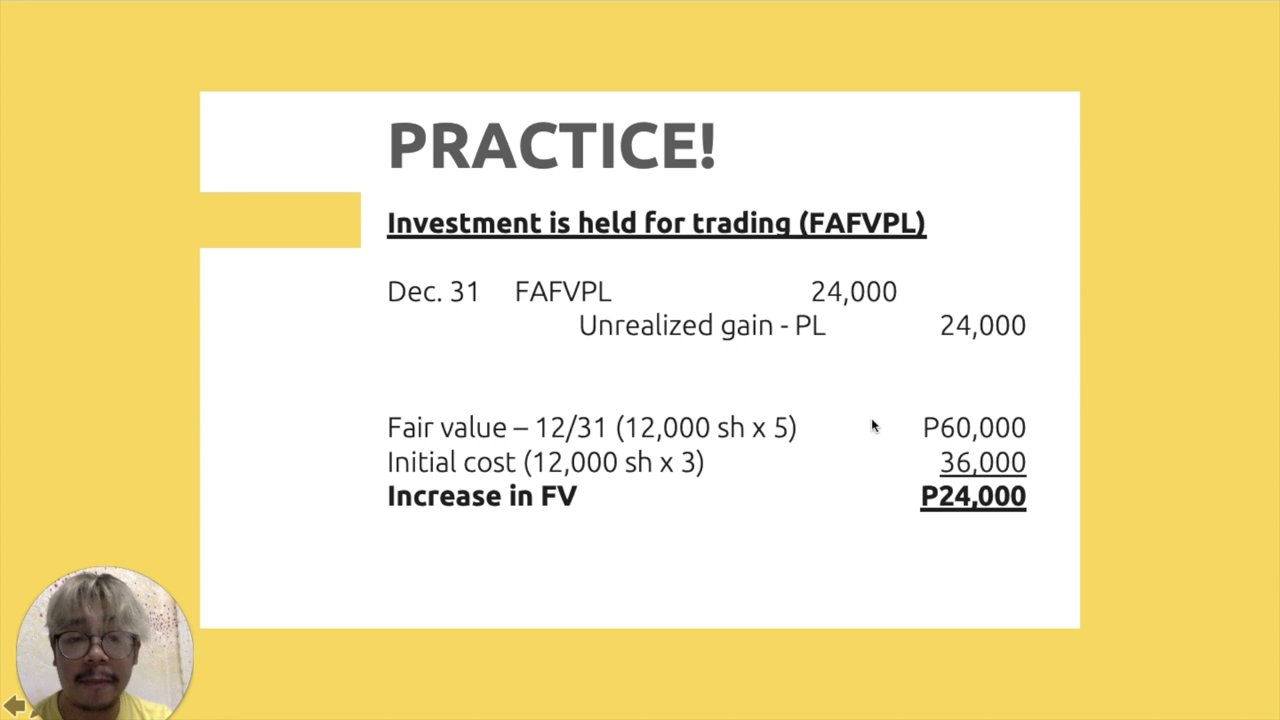 PRACTICE!
Investment is held for trading (FAFVPL)
Dec. 31 FAFVPL 24,000
Unrealized gain - PL 24,000
Fair value – 12/31 (12,000 sh x 5) P60,000
Initial cost (12,000 sh x 3) 36,000
Increase in FV P24,000